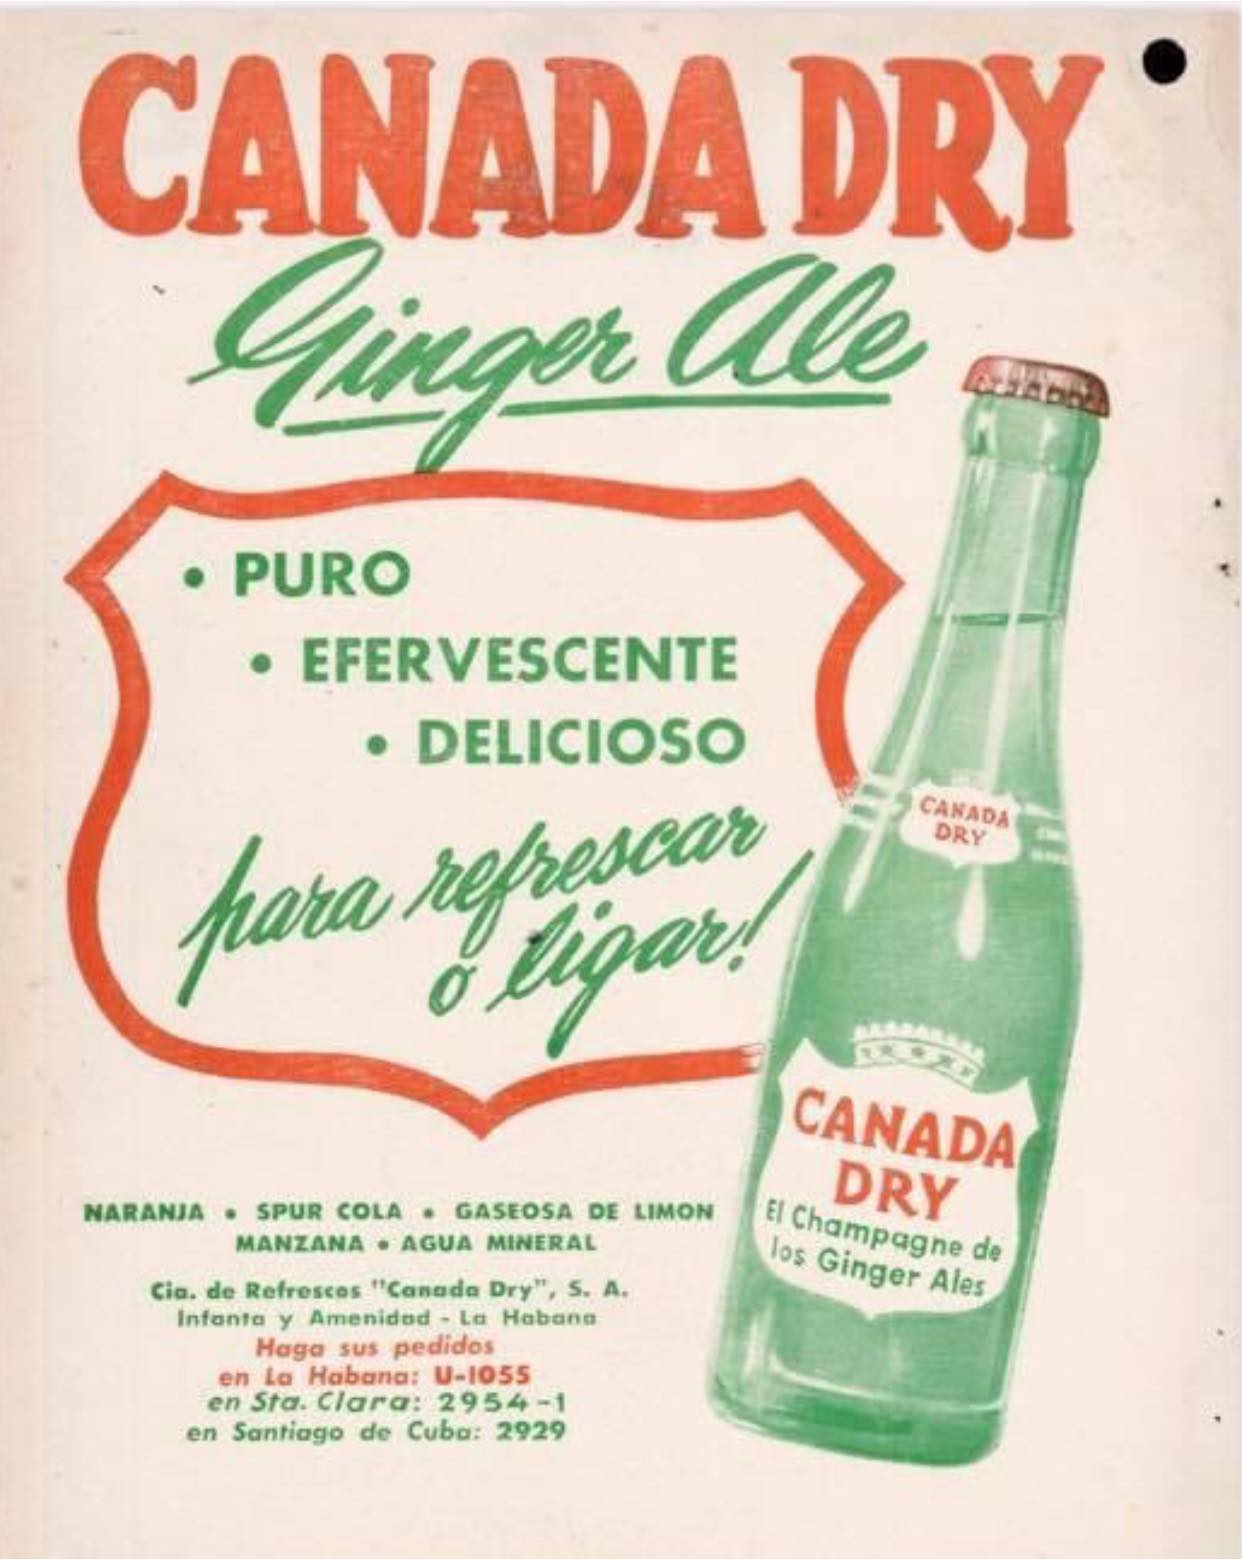 CANADA DRY
Ginger Ale
• PURO
• EFERVESCENTE
• DELICIOSO
para refrescar
o ligar!
CANADA
DRY
CANADA
DRY
El Champagne de
los Ginger Ales
NARANJA • SPUR COLA • GASEOSA DE LIMON
MANZANA • AGUA MINERAL
Cia. de Refrescos "Canada Dry", S. A.
Infanta y Amenidad - La Habana
Haga sus pedidos
en La Habana: U-1055
en Sta. Clara: 2954-1
en Santiago de Cuba: 2929